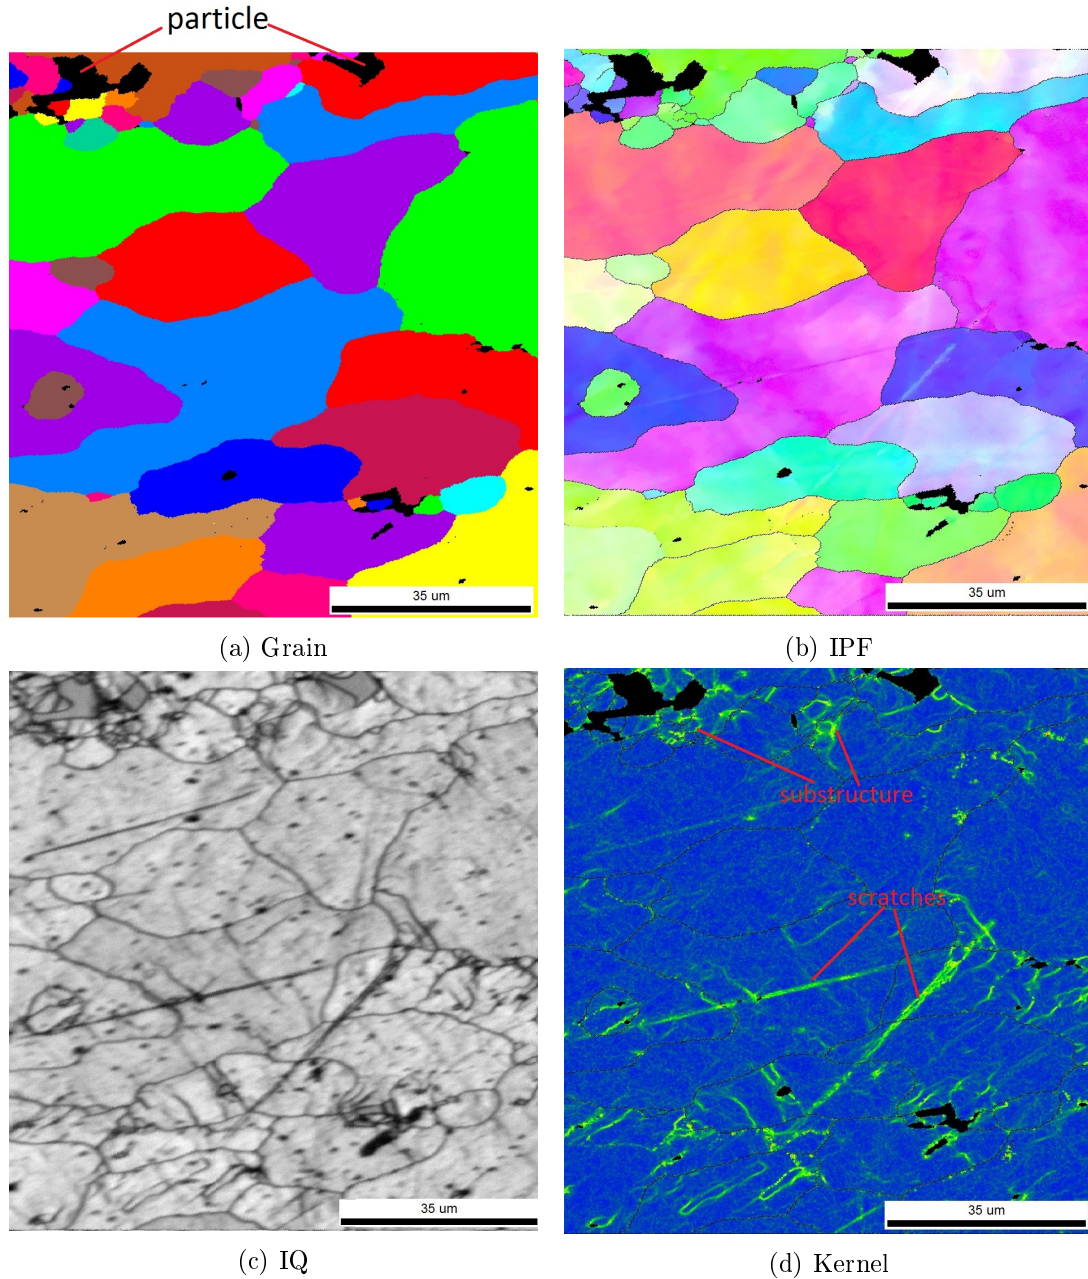 particle
35 um
35 um
(a) Grain
(b) IPF
substructure
scratches
35 um
35 um
(c) IQ
(d) Kernel